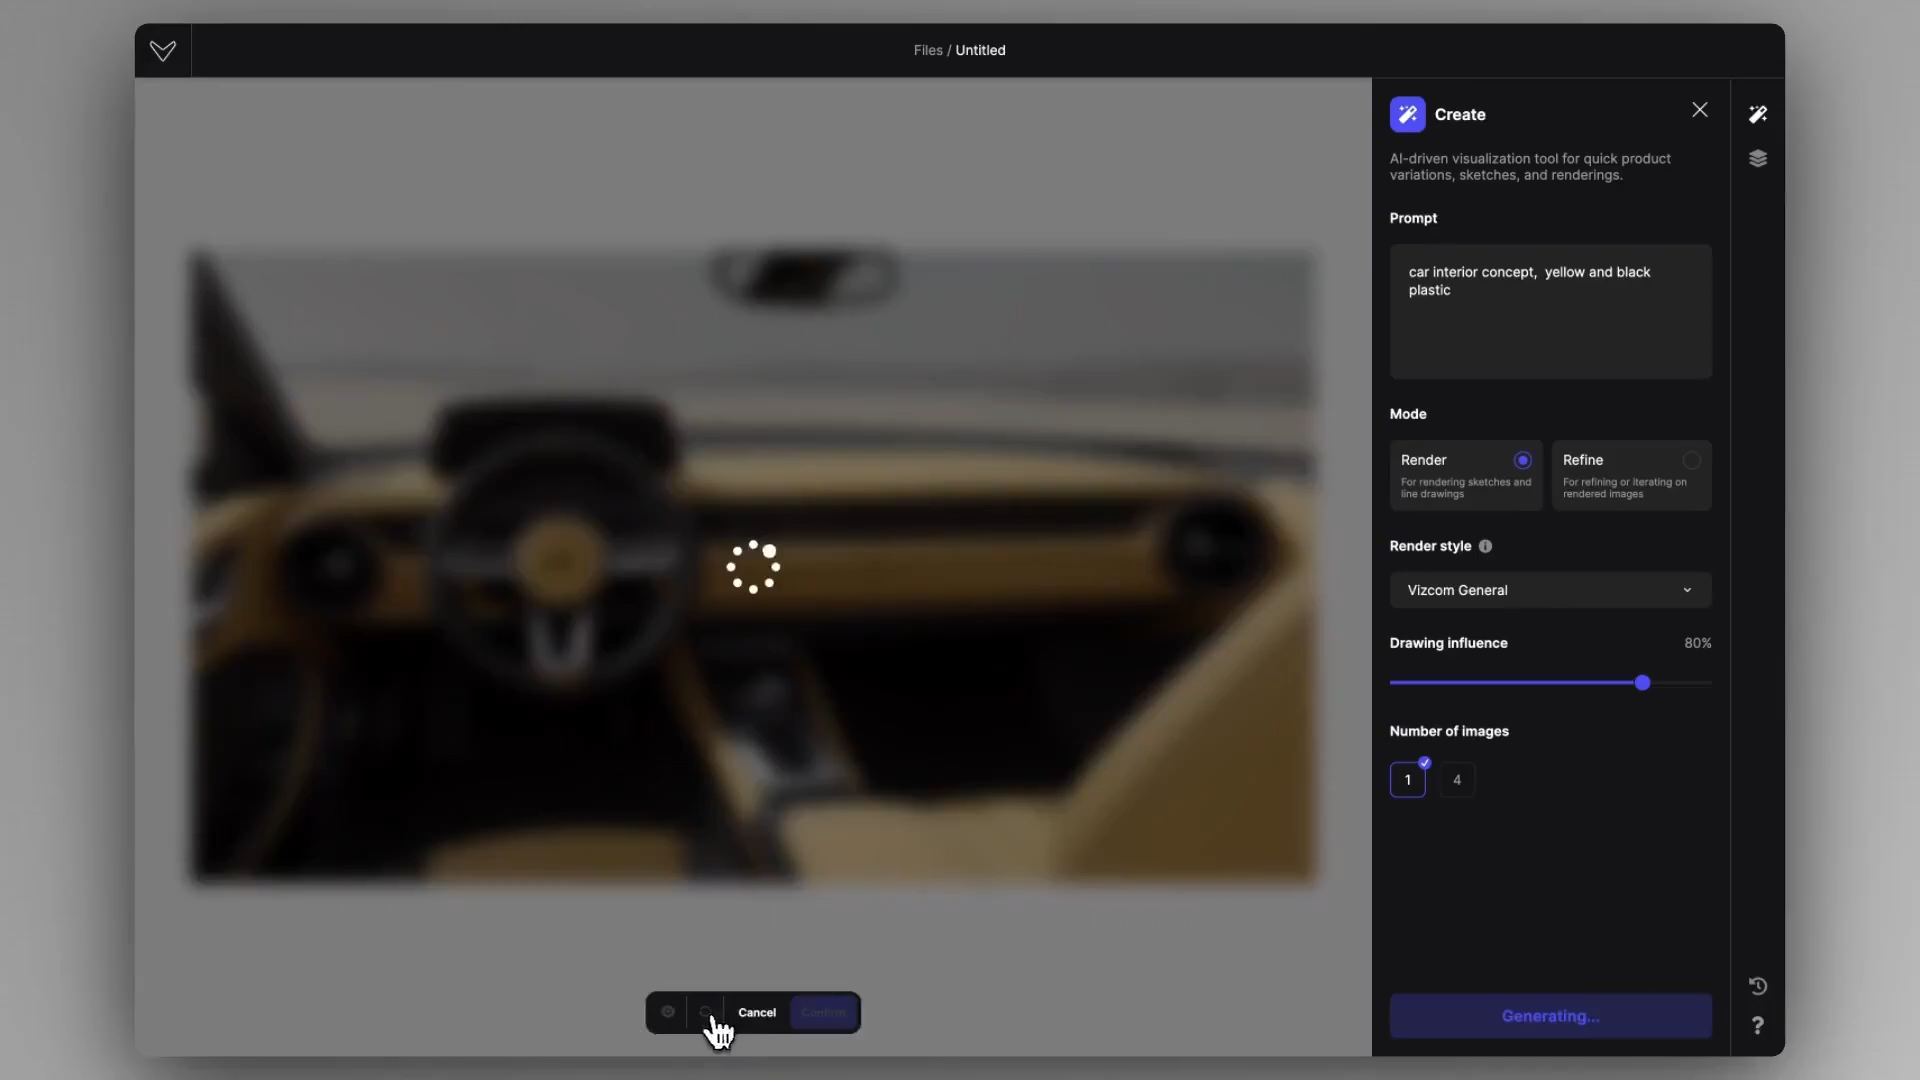 Files / Untitled
Create
AI-driven visualization tool for quick product
variations, sketches, and renderings.
Prompt
car interior concept,  yellow and black
plastic
Mode
Render
For rendering sketches and
line drawings
Refine
For refining or iterating on
rendered images
Render style
Vizcom General
Drawing influence
80%
Number of images
1
4
Cancel
Confirm
Generating...